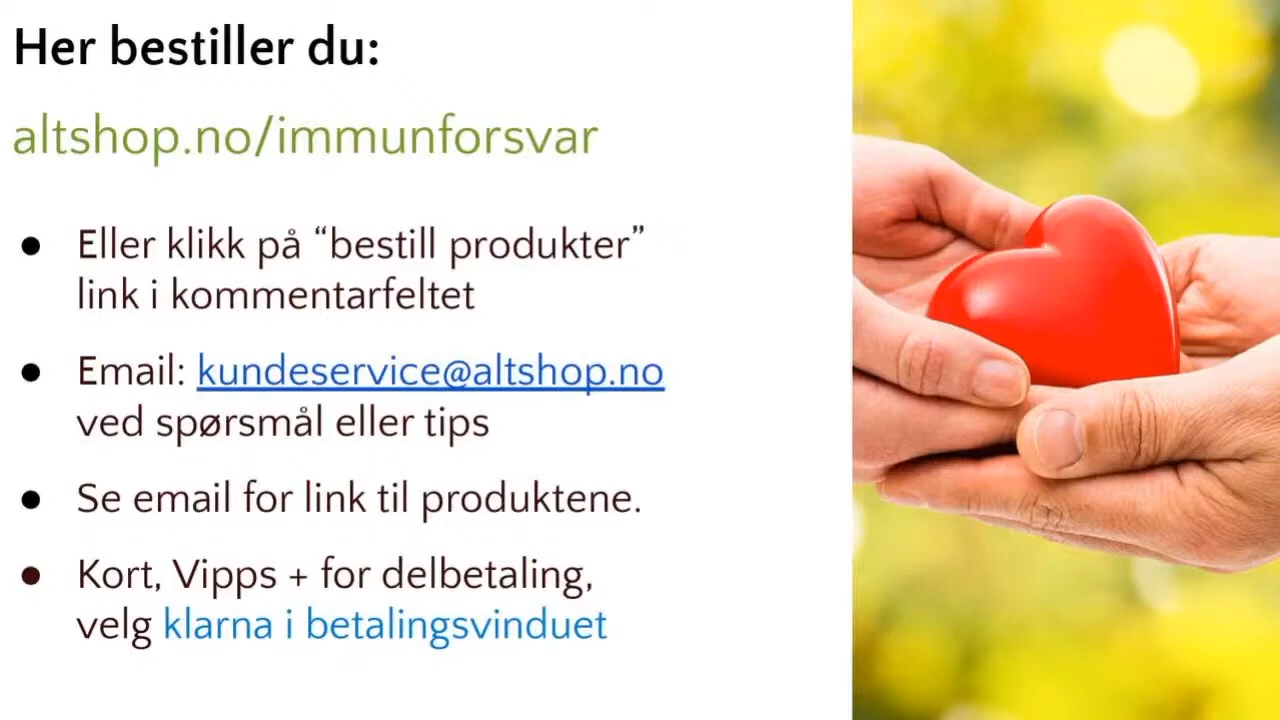 Her bestiller du:
altshop.no/immunforsvar
● Eller klikk på “bestill produkter”
link i kommentarfeltet
● Email: kundeservice@altshop.no
ved spørsmål eller tips
● Se email for link til produktene.
● Kort, Vipps + for delbetaling,
velg klarna i betalingsvinduet